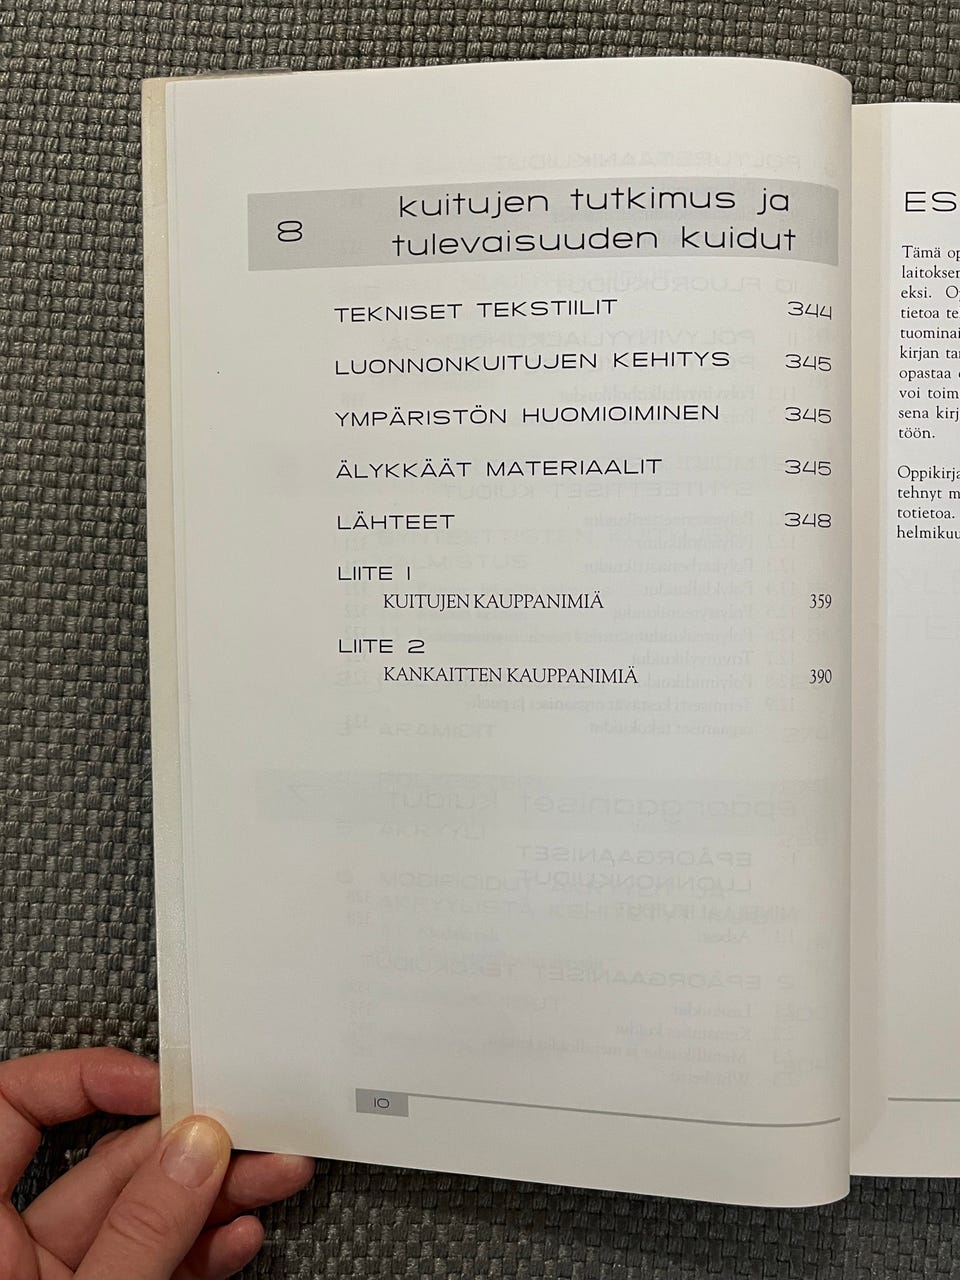 8
kuitujen tutkimus ja
tulevaisuuden kuidut
TEKNISET TEKSTIILIT 344
LUONNONKUITUJEN KEHITYS 345
YMPÄRISTÖN HUOMIOIMINEN 345
ÄLYKKÄÄT MATERIAALIT 345
LÄHTEET 348
LIITE 1
KUITUJEN KAUPPANIMIÄ 359
LIITE 2
KANKAITTEN KAUPPANIMIÄ 390
10
ES
Tämä op
laitokser
eksi. Op
tietoa te
tuominai
kirjan tar
opastaa
voi toim
sena kirj
töön.
Oppikirja
tehnyt m
totietoa.
helmikuu